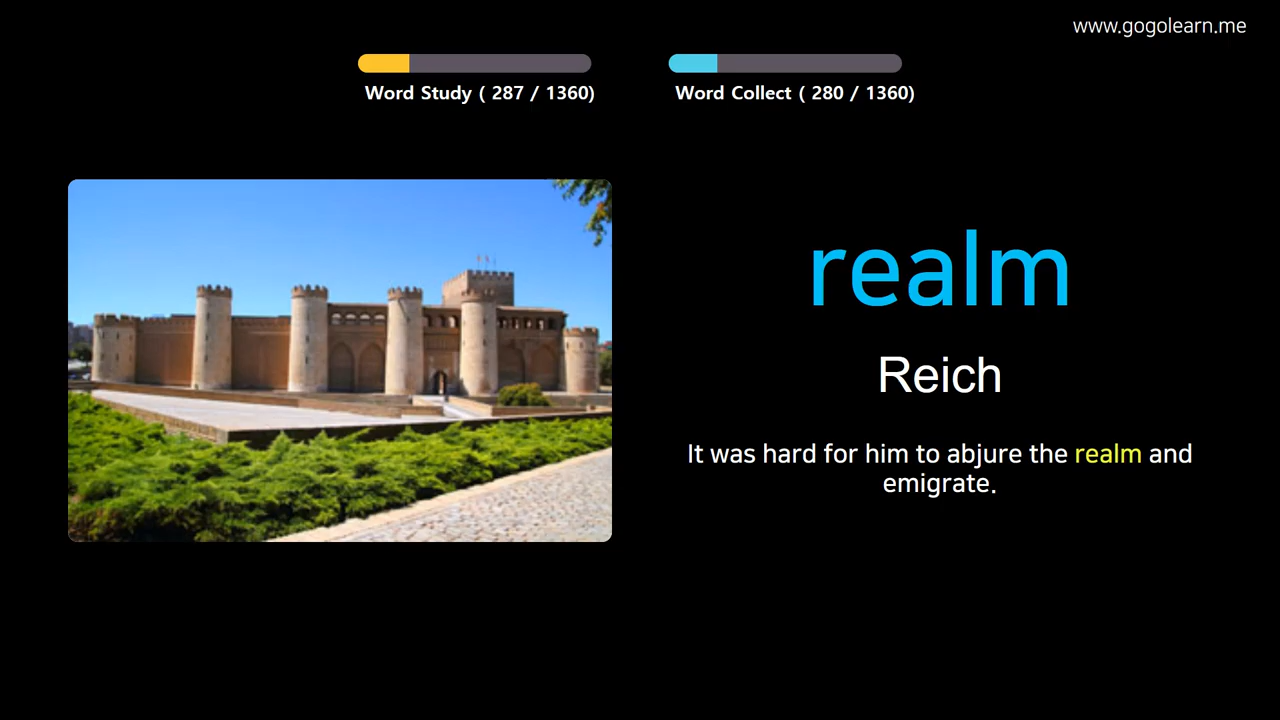 www.gogolearn.me
Word Study ( 287 / 1360)
Word Collect ( 280 / 1360)
realm
Reich
It was hard for him to abjure the realm and
emigrate.